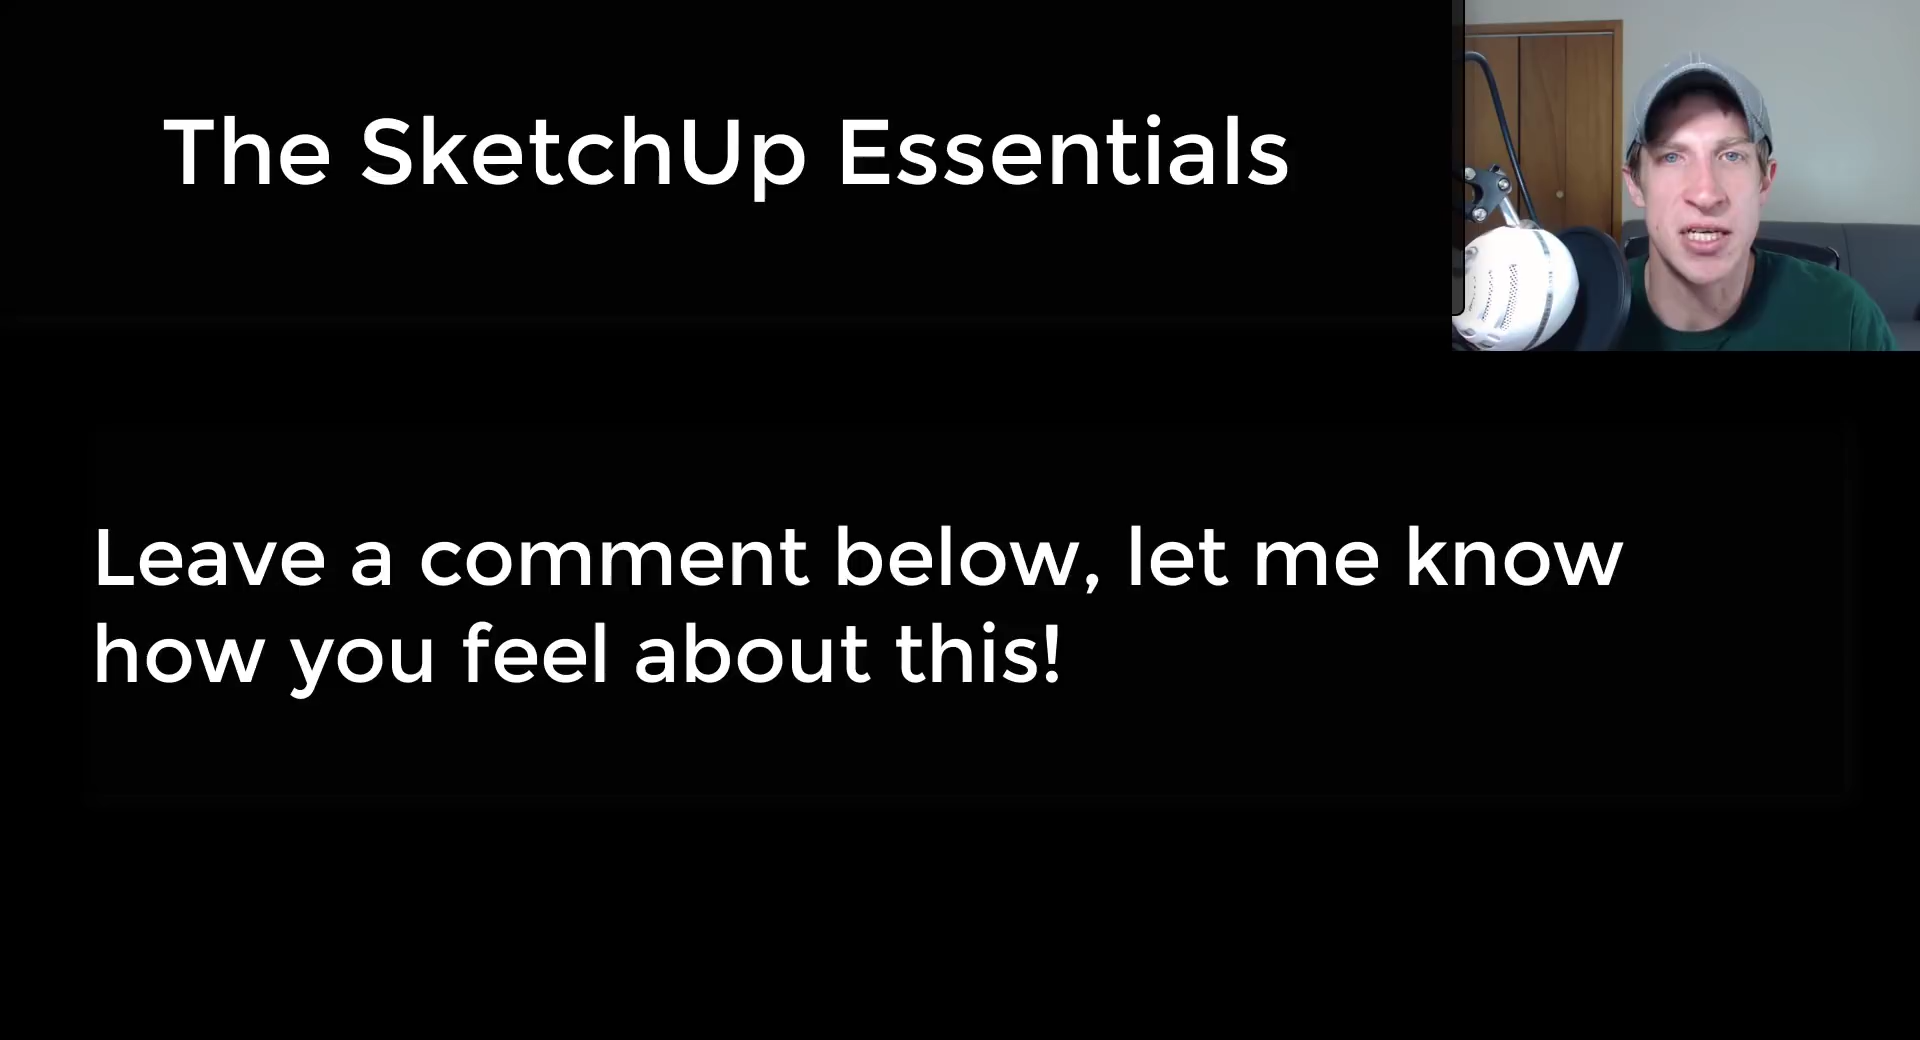 The SketchUp Essentials
Leave a comment below, let me know
how you feel about this!